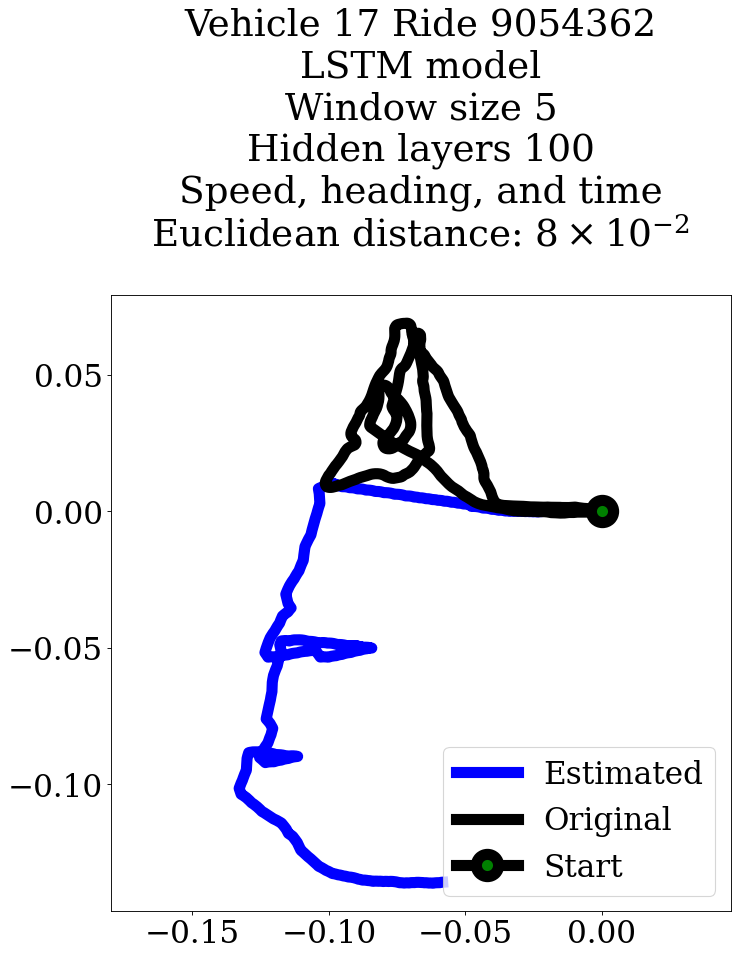 Vehicle 17 Ride 9054362
LSTM model
Window size 5
Hidden layers 100
Speed, heading, and time
Euclidean distance: 8 × 10⁻²
0.05
0.00
−0.05
−0.10
Estimated
Original
Start
−0.15 −0.10 −0.05 0.00